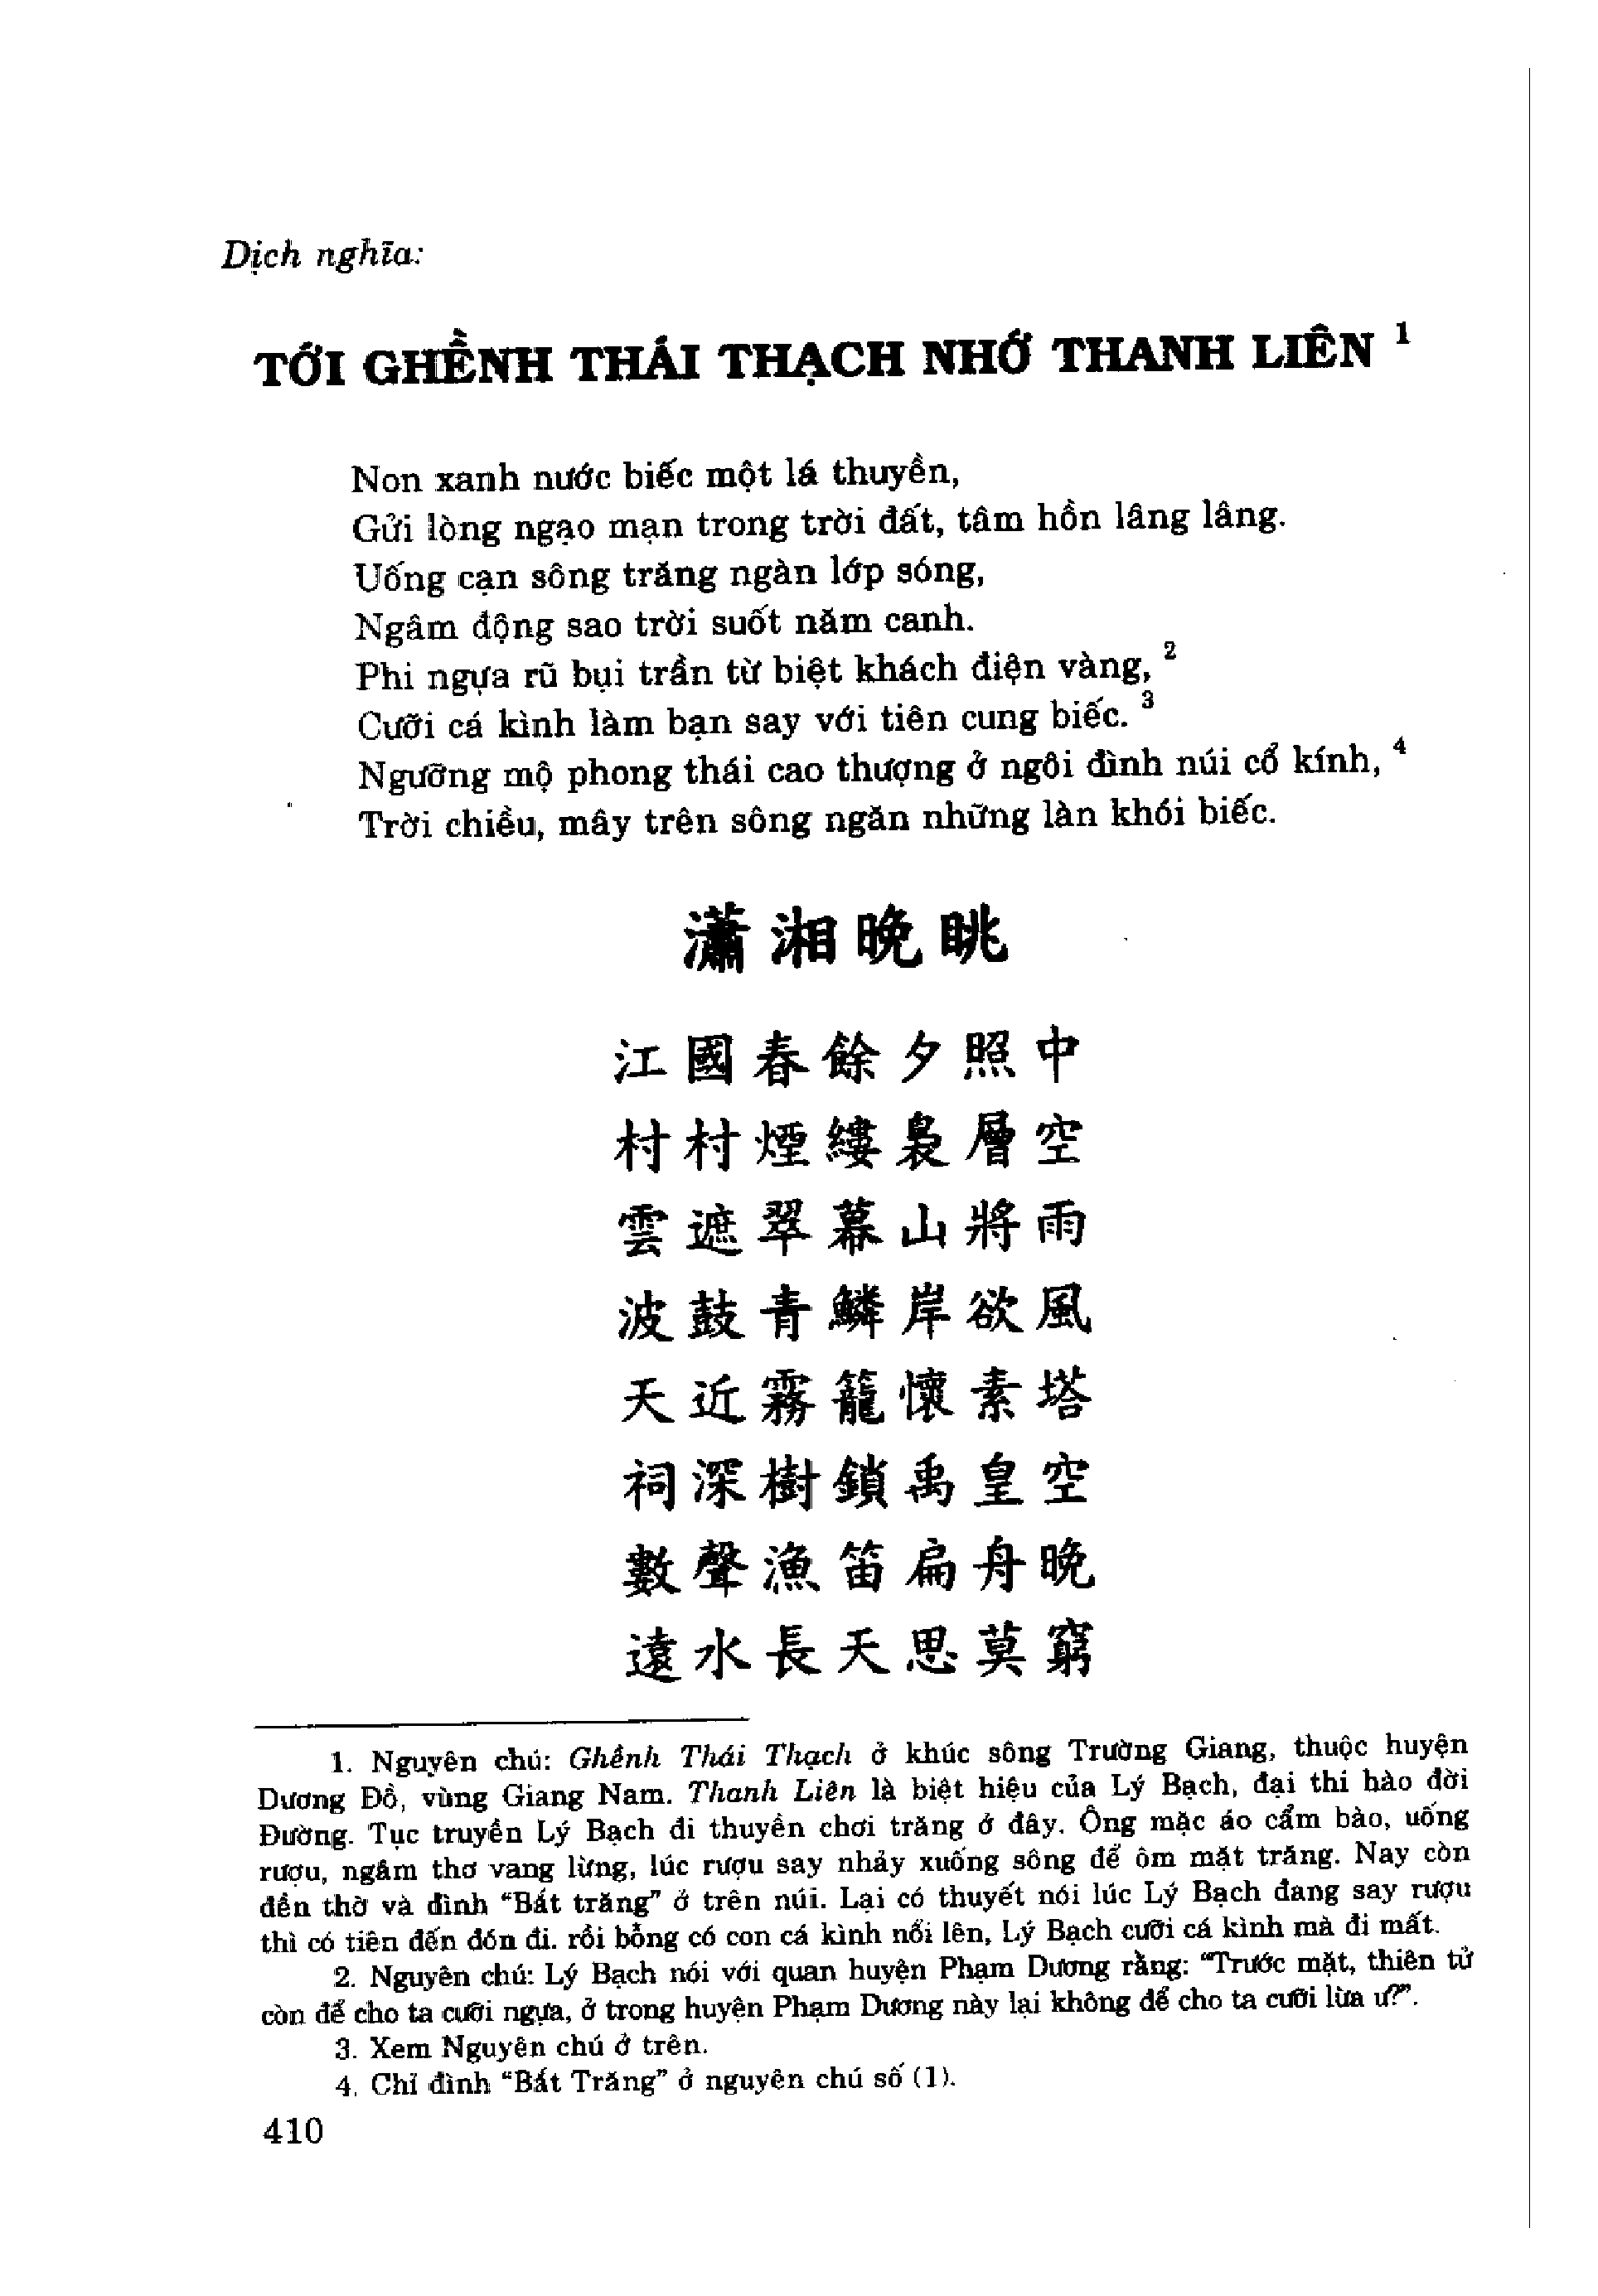 Dịch nghĩa:
TỚI GHỀNH THÁI THẠCH NHỚ THANH LIÊN 1
Non xanh nước biếc một lá thuyền,
Gửi lòng ngạo mạn trong trời đất, tâm hồn lâng lâng.
Uống cạn sông trăng ngàn lớp sóng,
Ngâm động sao trời suốt năm canh.
Phi ngựa rũ bụi trần từ biệt khách điện vàng, 2
Cưỡi cá kình làm bạn say với tiên cung biếc. 3
Ngưỡng mộ phong thái cao thượng ở ngôi đình núi cổ kính, 4
Trời chiều, mây trên sông ngăn những làn khói biếc.
瀟湘晚眺
江國春餘夕照中
村村煙縷裊層空
雲遮翠幕山將雨
波鼓青鱗岸欲風
天近霧籠懷素塔
祠深樹鎖禹皇空
數聲漁笛扁舟晚
遠水長天思莫窮
1. Nguyên chú: Ghềnh Thái Thạch ở khúc sông Trường Giang, thuộc huyện
Dương Đồ, vùng Giang Nam. Thanh Liên là biệt hiệu của Lý Bạch, đại thi hào đời
Đường. Tục truyền Lý Bạch đi thuyền chơi trăng ở đây. Ông mặc áo cẩm bào, uống
rượu, ngâm thơ vang lừng, lúc rượu say nhảy xuống sông để ôm mặt trăng. Nay còn
đền thờ và đình “Bắt trăng” ở trên núi. Lại có thuyết nói lúc Lý Bạch đang say rượu
thì có tiên đến đón đi. rồi bỗng có con cá kình nổi lên, Lý Bạch cưỡi cá kình mà đi mất.
2. Nguyên chú: Lý Bạch nói với quan huyện Phạm Dương rằng: “Trước mặt, thiên tử
còn để cho ta cưỡi ngựa, ở trong huyện Phạm Dương này lại không để cho ta cưỡi lừa ư?”.
3. Xem Nguyên chú ở trên.
4. Chỉ đình “Bắt Trăng” ở nguyên chú số (1).
410